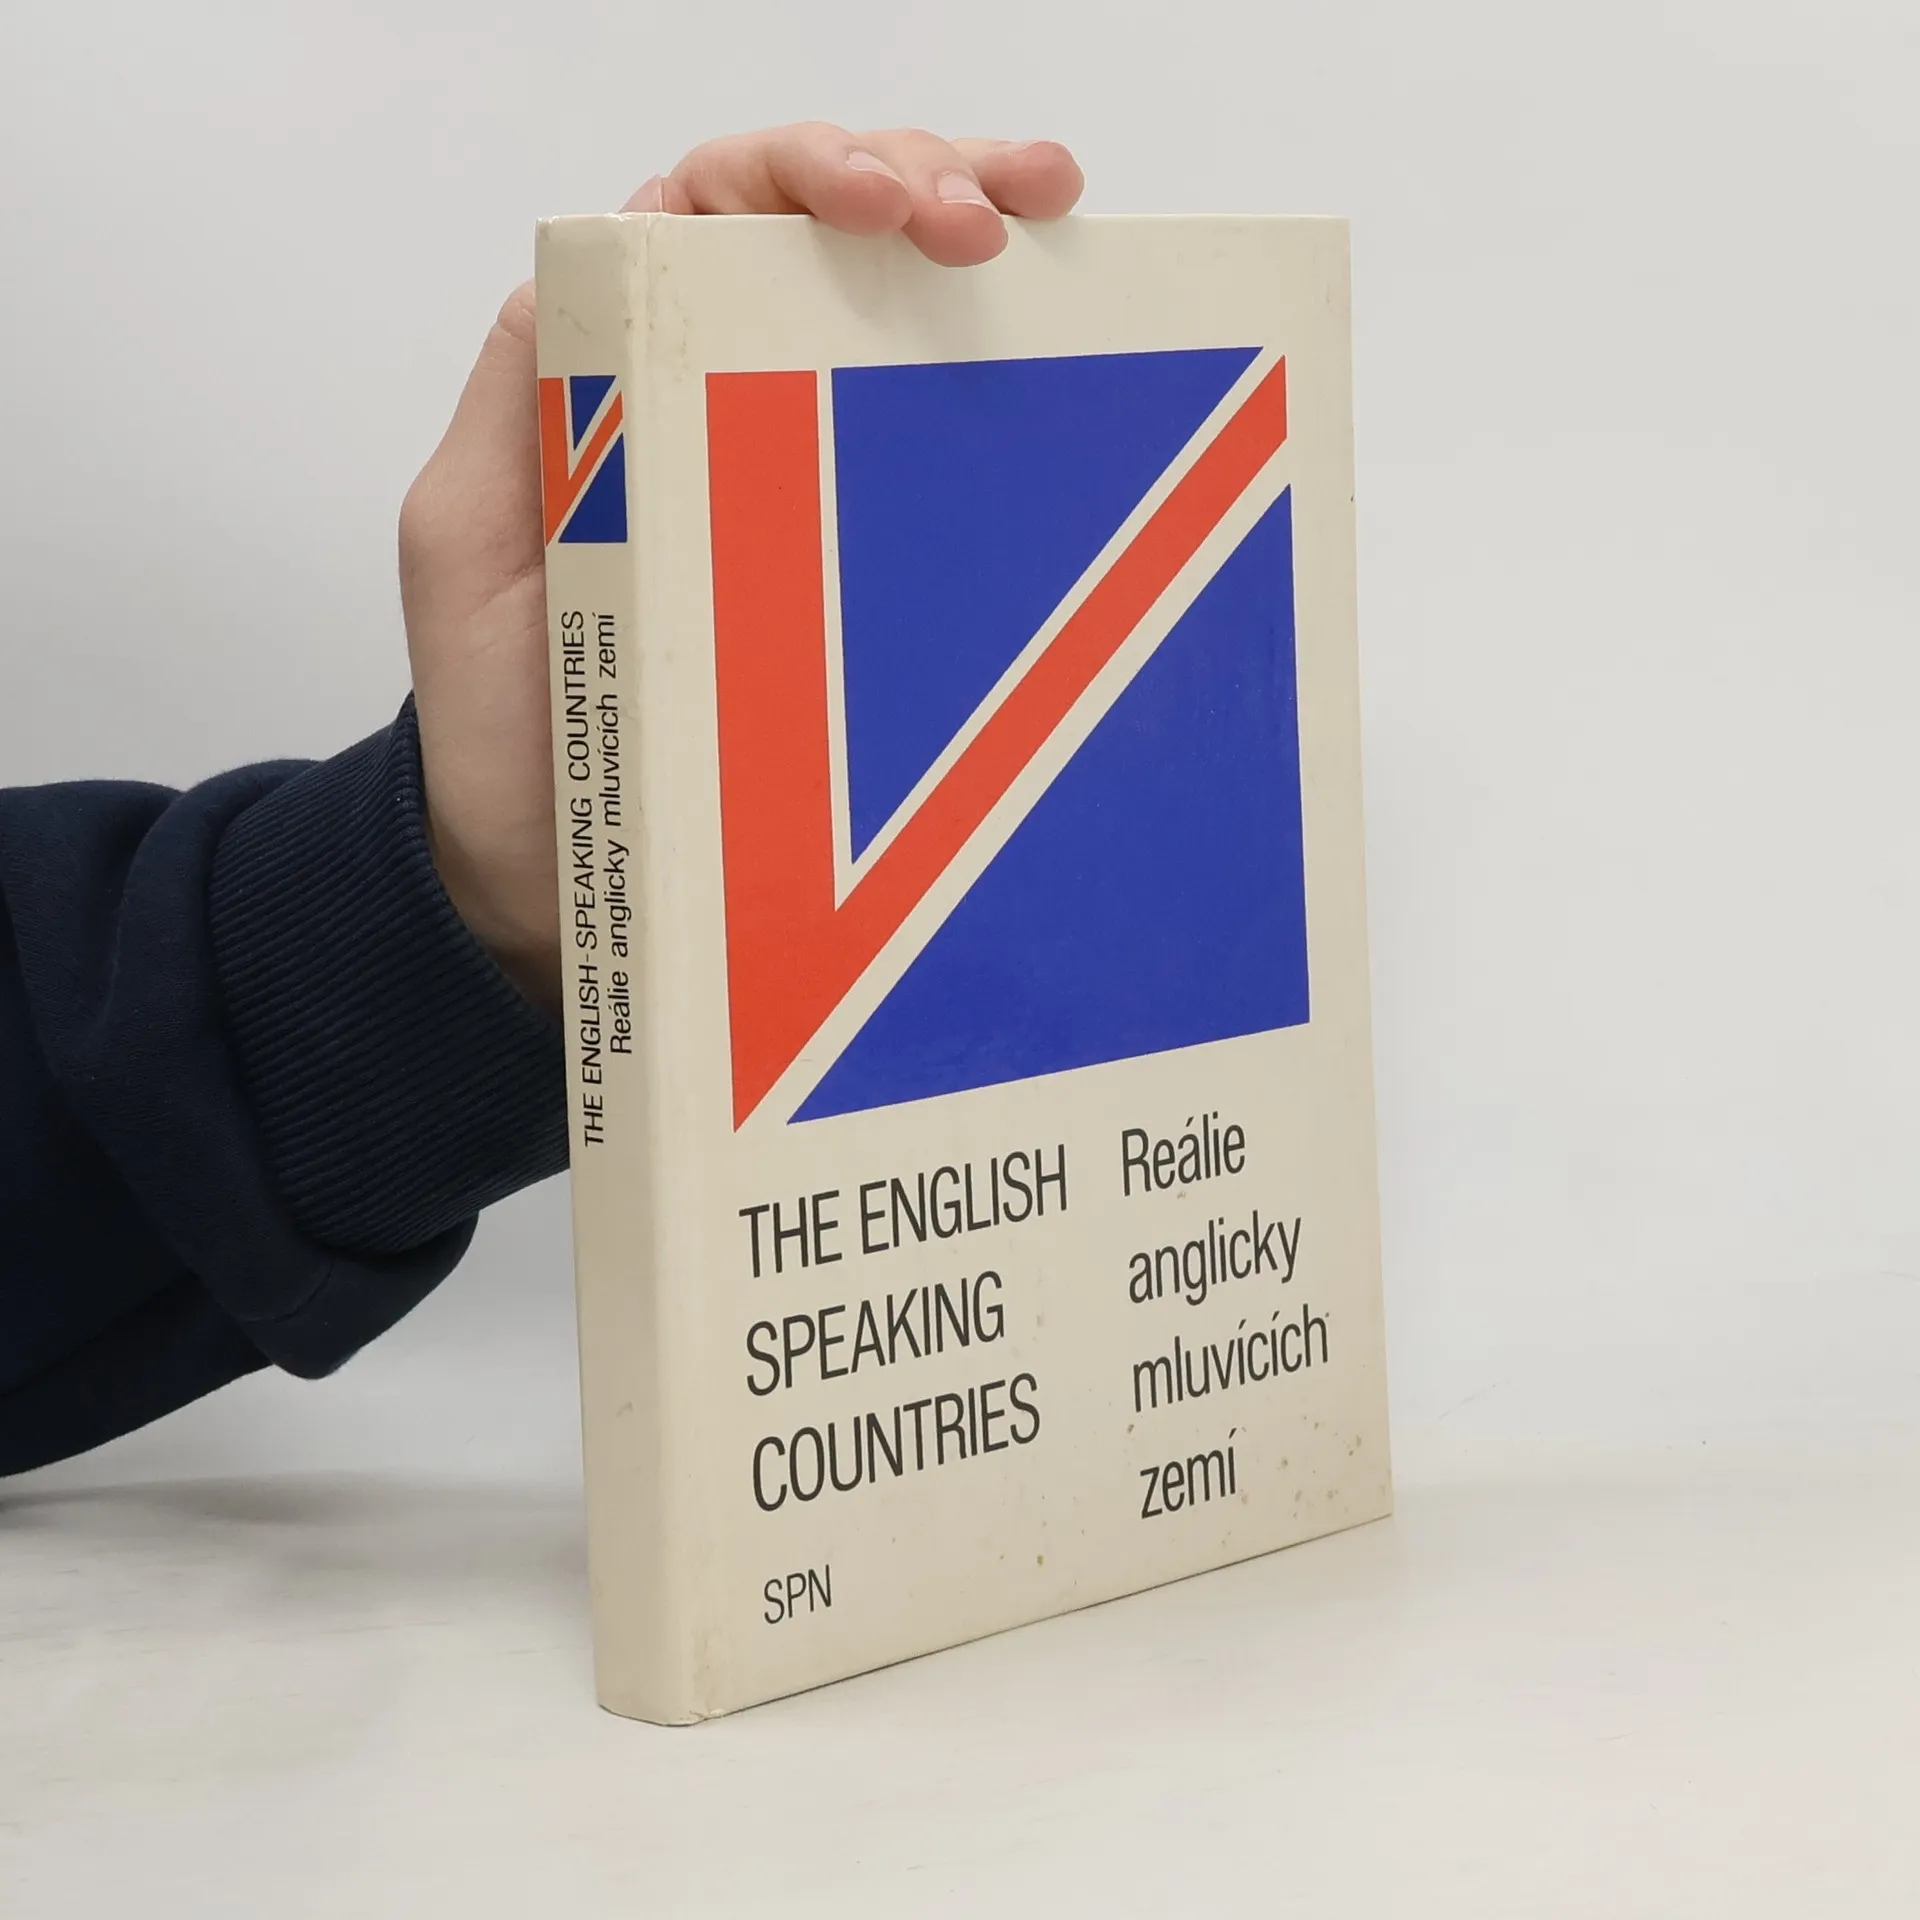 THE ENGLISH-SPEAKING COUNTRIES
Reálie anglicky mluvících zemí
THE ENGLISH
SPEAKING
COUNTRIES
Reálie
anglicky
mluvících
zemí
SPN